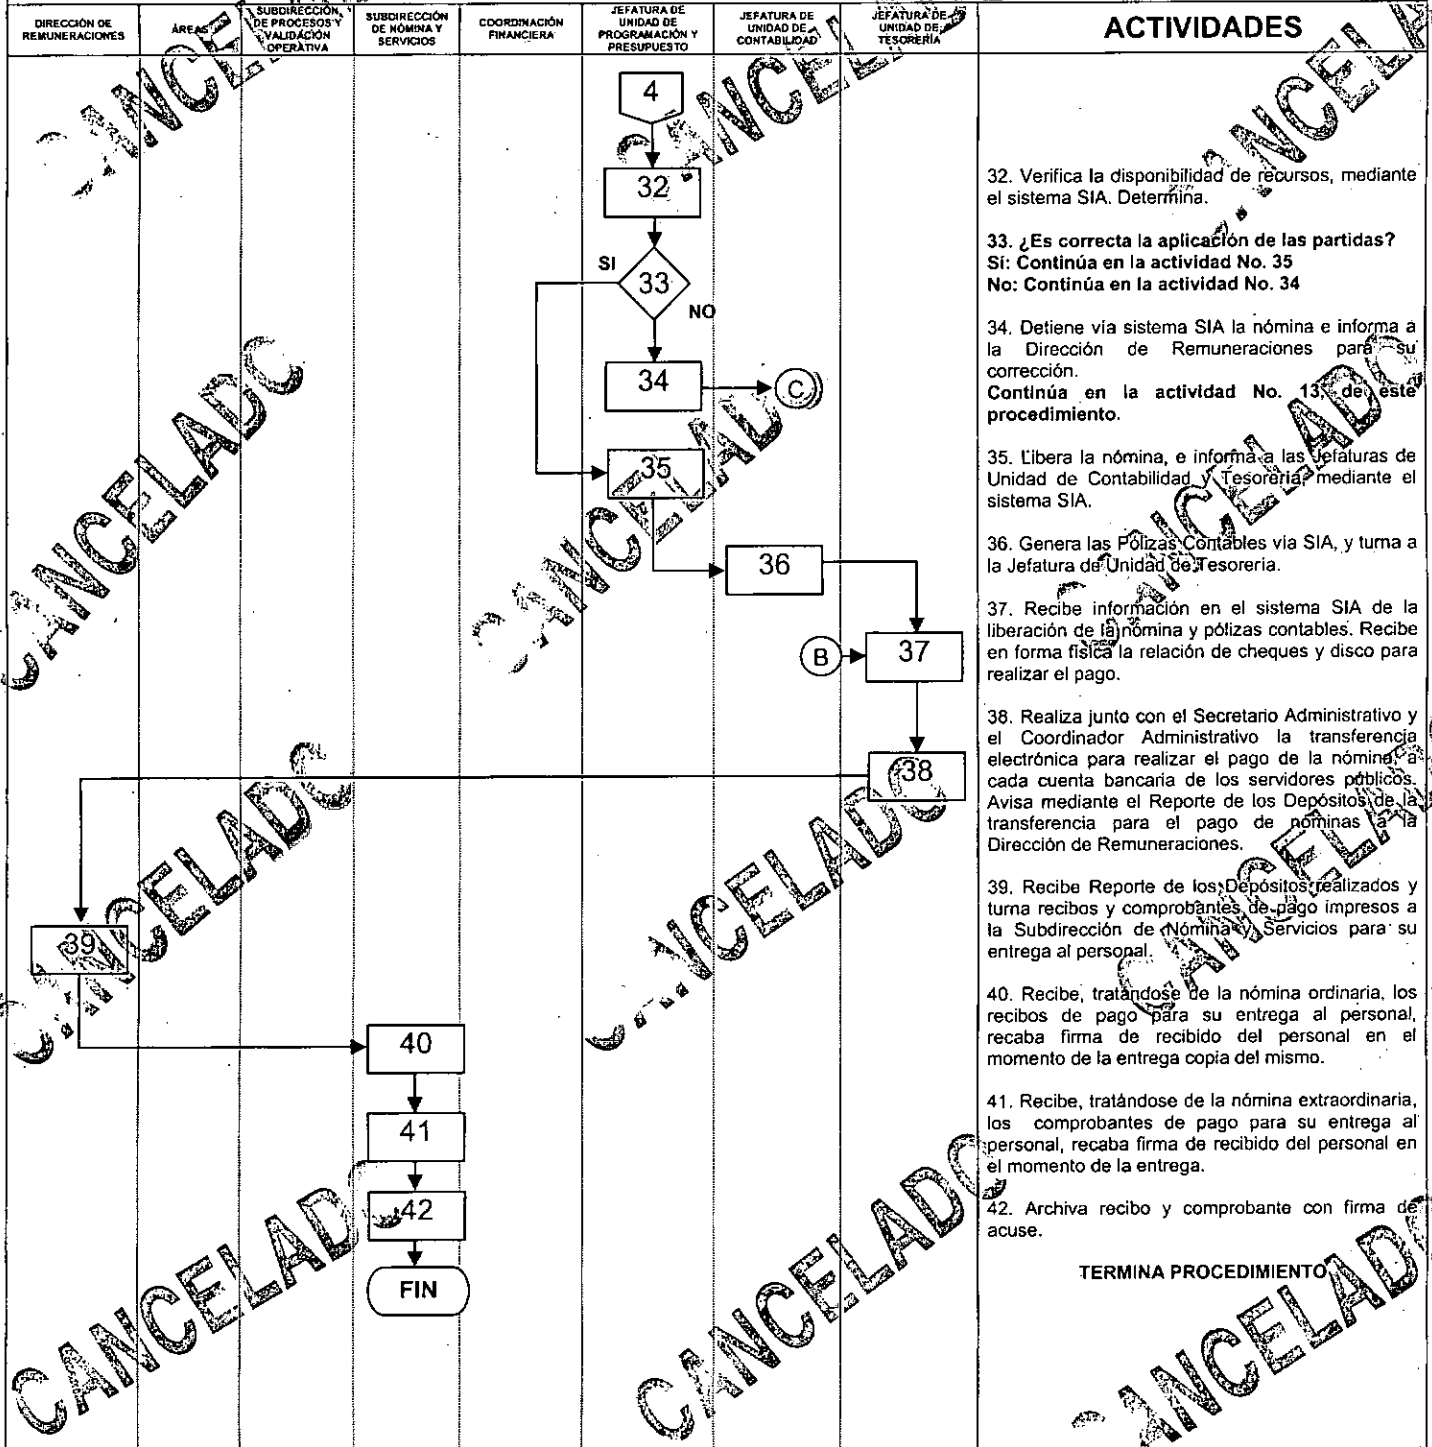 DIRECCIÓN DE
REMUNERACIONES
ÁREAS
SUBDIRECCIÓN
DE PROCESOS Y
VALIDACIÓN
OPERATIVA
SUBDIRECCIÓN
DE NÓMINA Y
SERVICIOS
COORDINACIÓN
FINANCIERA
JEFATURA DE
UNIDAD DE
PROGRAMACIÓN Y
PRESUPUESTO
JEFATURA DE
UNIDAD DE
CONTABILIDAD
JEFATURA DE
UNIDAD DE
TESORERÍA
ACTIVIDADES
4
32
SI
33
NO
34
C
35
36
B
37
38
39
40
41
42
FIN
32. Verifica la disponibilidad de recursos, mediante
el sistema SIA. Determina.
33. ¿Es correcta la aplicación de las partidas?
Sí: Continúa en la actividad No. 35
No: Continúa en la actividad No. 34
34. Detiene vía sistema SIA la nómina e informa a
la Dirección de Remuneraciones para su
corrección.
Continúa en la actividad No. 13, de este
procedimiento.
35. Libera la nómina, e informa a las Jefaturas de
Unidad de Contabilidad y Tesorería, mediante el
sistema SIA.
36. Genera las Pólizas Contables vía SIA, y turna a
la Jefatura de Unidad de Tesorería.
37. Recibe información en el sistema SIA de la
liberación de la nómina y pólizas contables. Recibe
en forma física la relación de cheques y disco para
realizar el pago.
38. Realiza junto con el Secretario Administrativo y
el Coordinador Administrativo la transferencia
electrónica para realizar el pago de la nómina, a
cada cuenta bancaria de los servidores públicos.
Avisa mediante el Reporte de los Depósitos de la
transferencia para el pago de nóminas a la
Dirección de Remuneraciones.
39. Recibe Reporte de los Depósitos realizados y
turna recibos y comprobantes de pago impresos a
la Subdirección de Nómina y Servicios para su
entrega al personal.
40. Recibe, tratándose de la nómina ordinaria, los
recibos de pago para su entrega al personal,
recaba firma de recibido del personal en el
momento de la entrega copia del mismo.
41. Recibe, tratándose de la nómina extraordinaria,
los comprobantes de pago para su entrega al
personal, recaba firma de recibido del personal en
el momento de la entrega.
42. Archiva recibo y comprobante con firma de
acuse.
TERMINA PROCEDIMIENTO
CANCELADO
CANCELADO
CANCELADO
CANCELADO
CANCELADO
CANCELADO
CANCELADO
CANCELADO
CANCELADO
CANCELADO
CANCELADO
CANCELADO